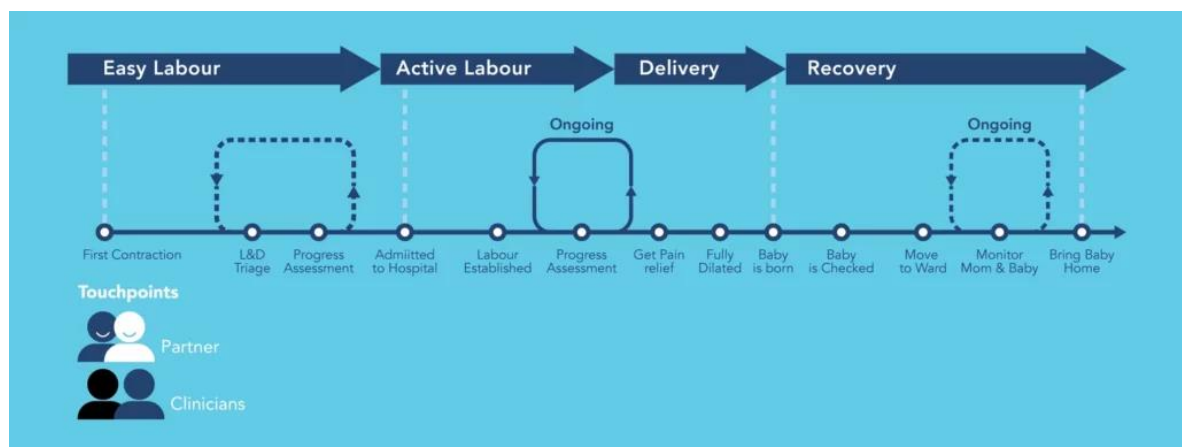 Easy Labour
Active Labour
Delivery
Recovery
Ongoing
Ongoing
First Contraction
L&D
Triage
Progress
Assessment
Admiitted
to Hospital
Labour
Established
Progress
Assessment
Get Pain
relief
Fully
Dilated
Baby
is born
Baby
is Checked
Move
to Ward
Monitor
Mom & Baby
Bring Baby
Home
Touchpoints
Partner
Clinicians